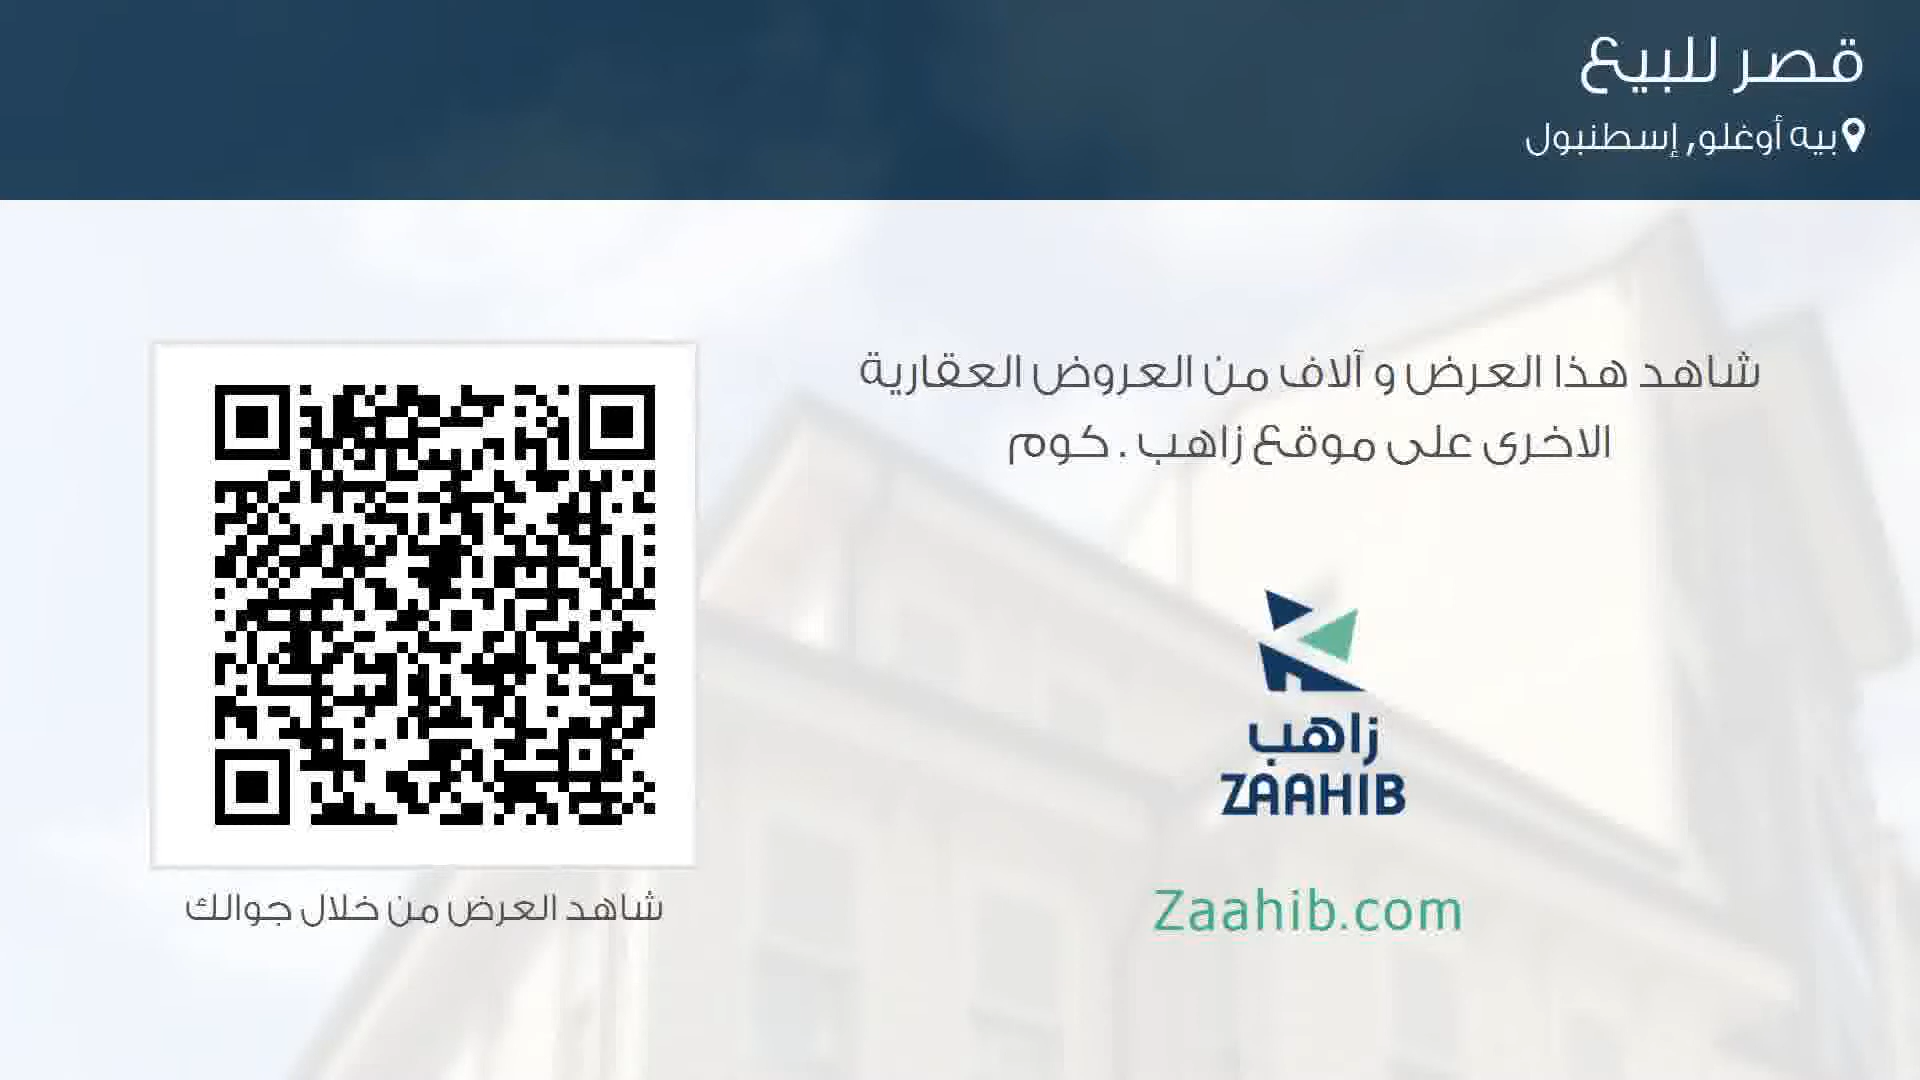 قصر للبيع
بيه أوغلو, إسطنبول
شاهد هذا العرض و آلاف من العروض العقارية
الاخرى على موقع زاهب . كوم
زاهب
ZAAHIB
Zaahib.com
شاهد العرض من خلال جوالك